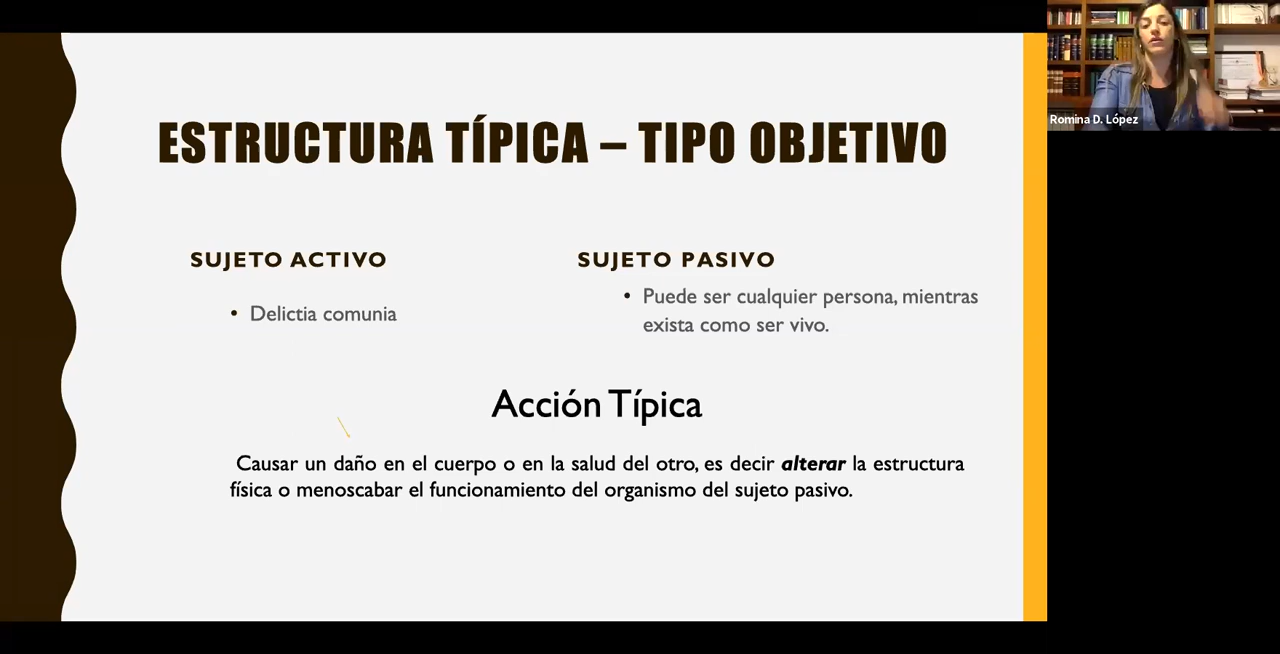 ESTRUCTURA TÍPICA – TIPO OBJETIVO
SUJETO ACTIVO
• Delictia comunia
SUJETO PASIVO
• Puede ser cualquier persona, mientras
exista como ser vivo.
Acción Típica
Causar un daño en el cuerpo o en la salud del otro, es decir alterar la estructura
física o menoscabar el funcionamiento del organismo del sujeto pasivo.
Romina D. López